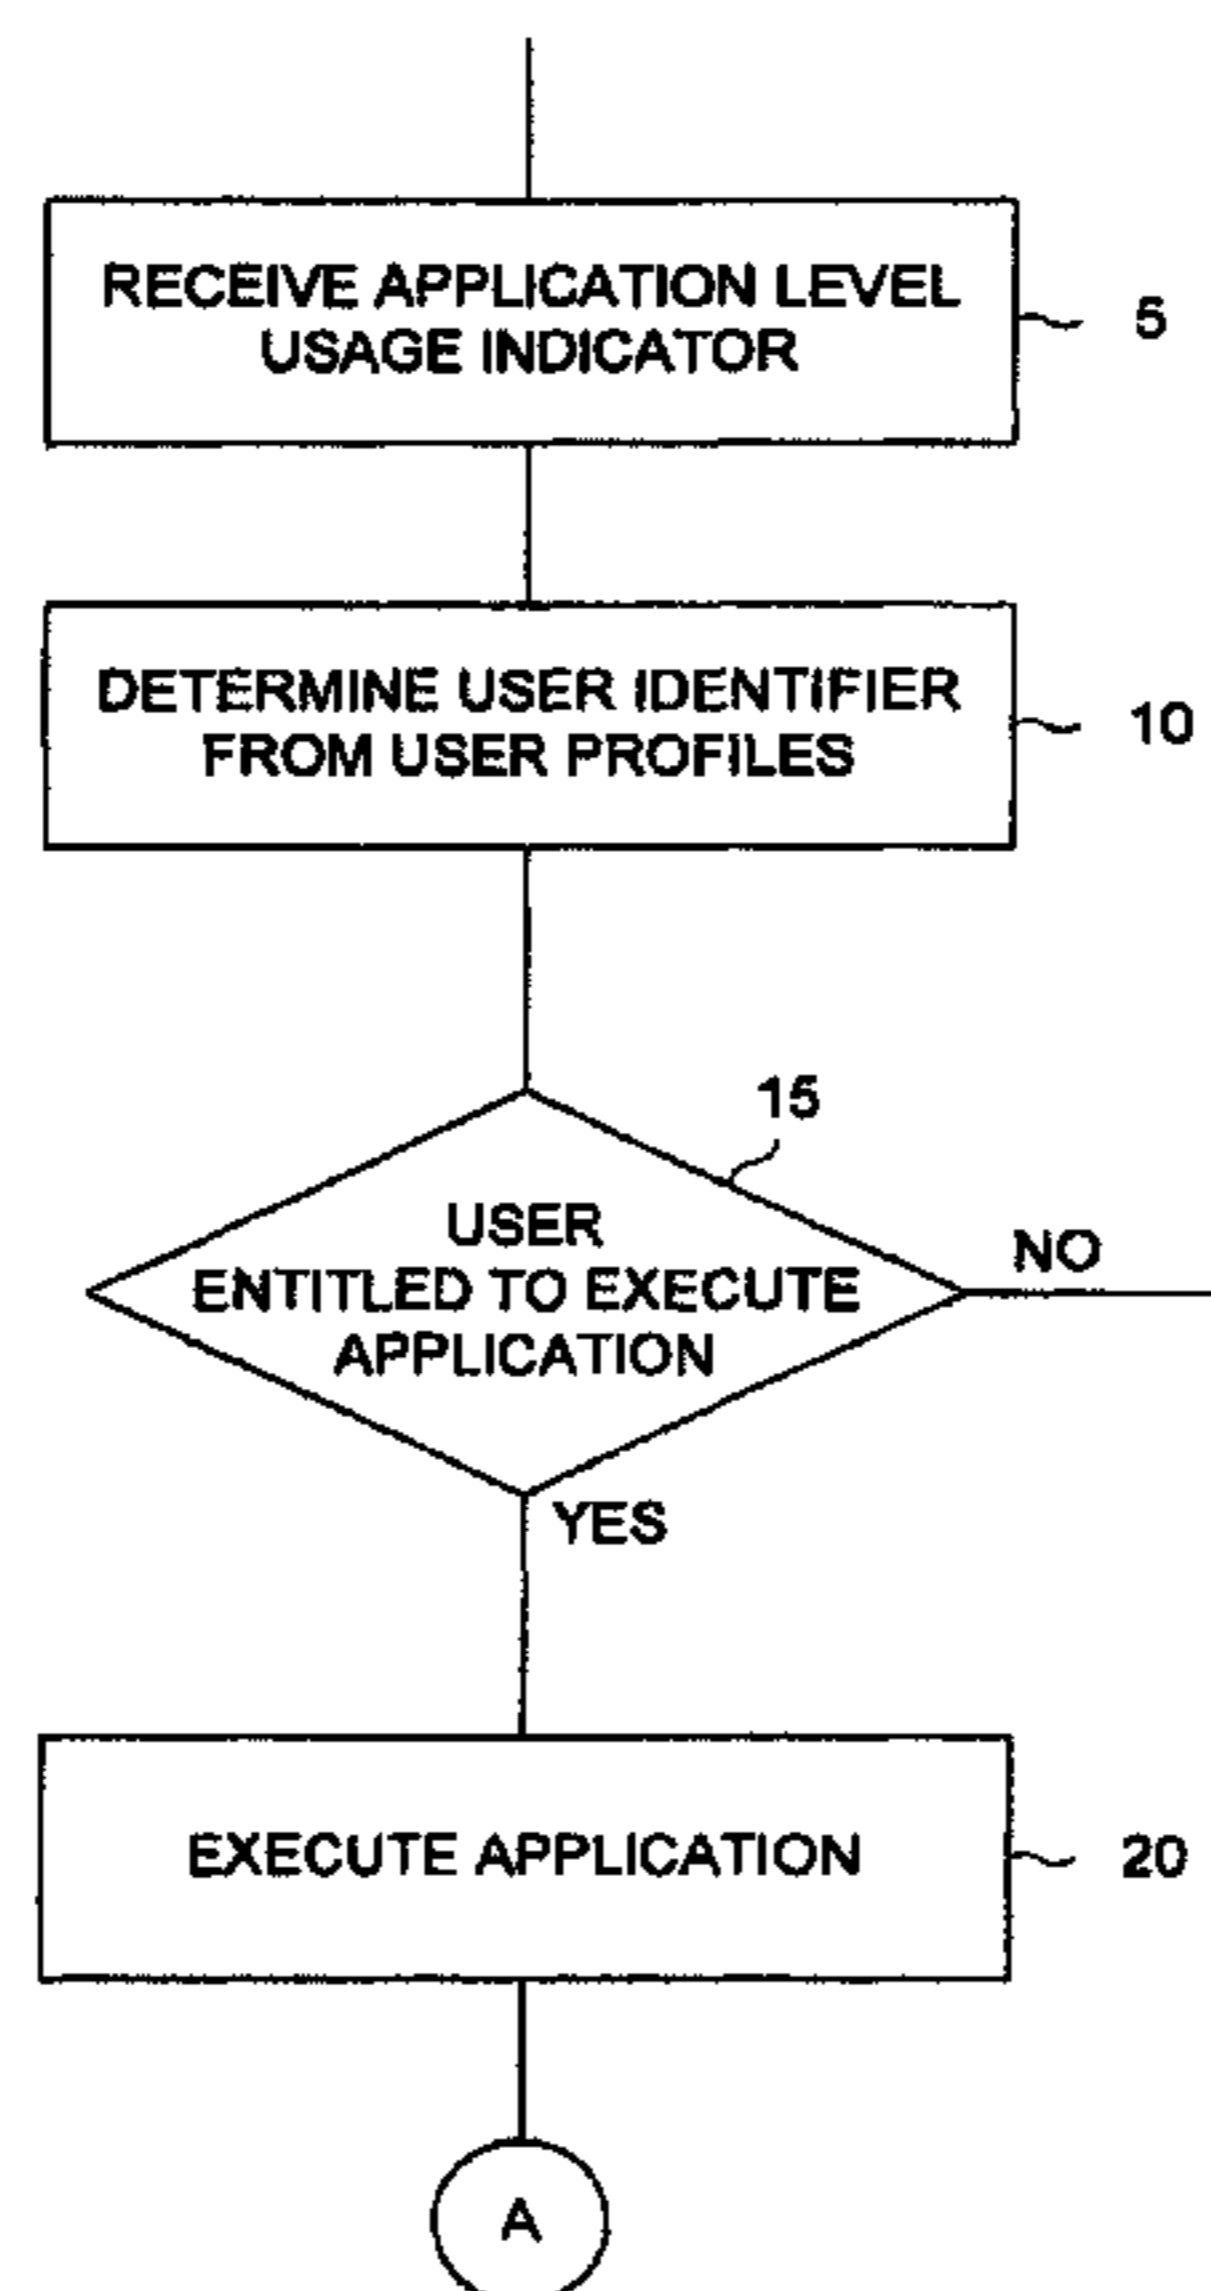 RECEIVE APPLICATION LEVEL
USAGE INDICATOR
5
DETERMINE USER IDENTIFIER
FROM USER PROFILES
10
15
USER
ENTITLED TO EXECUTE
APPLICATION
NO
YES
EXECUTE APPLICATION
20
A